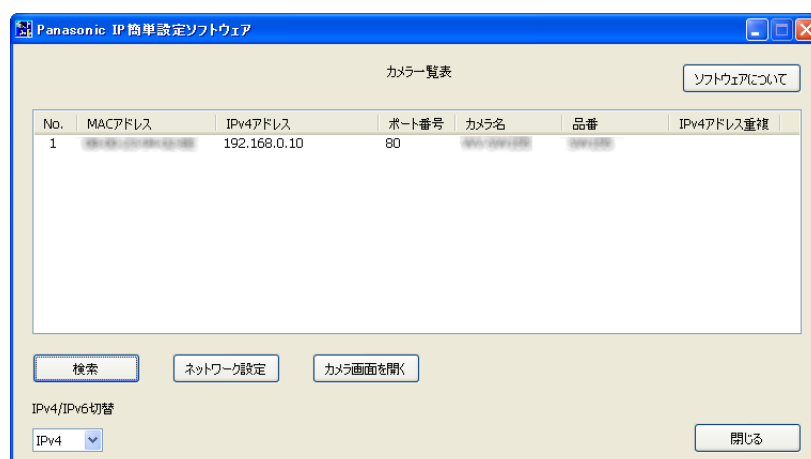 Panasonic IP簡単設定ソフトウェア
カメラ一覧表
ソフトウェアについて
No. MACアドレス IPv4アドレス ポート番号 カメラ名 品番 IPv4アドレス重複
1 192.168.0.10 80
検索 ネットワーク設定 カメラ画面を開く
IPv4/IPv6切替
IPv4
閉じる